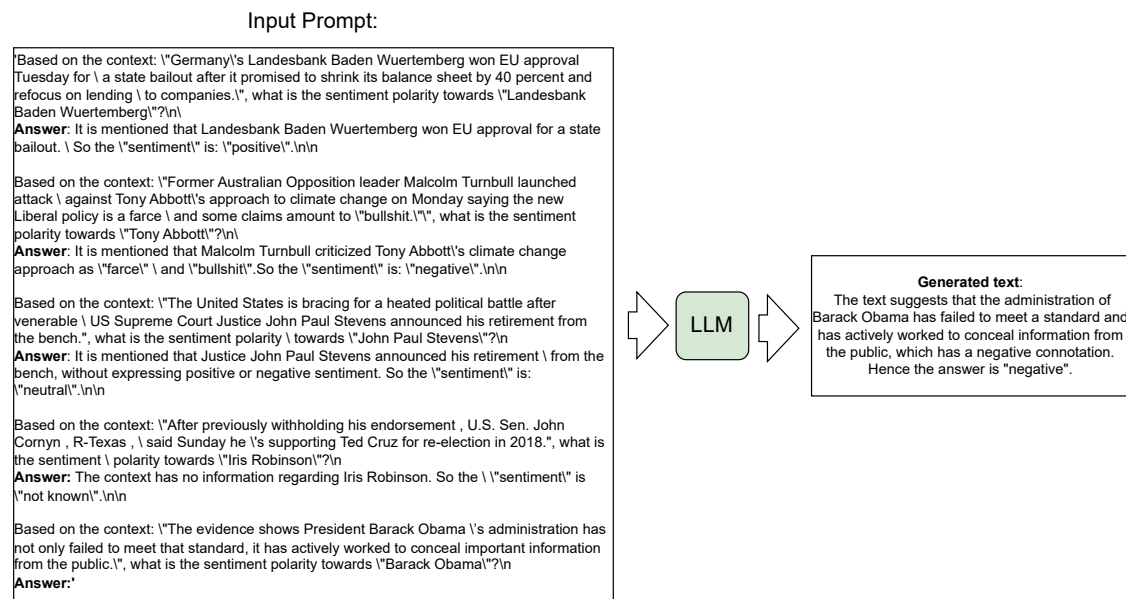 Input Prompt:
'Based on the context: \"Germany\'s Landesbank Baden Wuertemberg won EU approval
Tuesday for \ a state bailout after it promised to shrink its balance sheet by 40 percent and
refocus on lending \ to companies.\", what is the sentiment polarity towards \"Landesbank
Baden Wuertemberg\"?\n\
Answer: It is mentioned that Landesbank Baden Wuertemberg won EU approval for a state
bailout. \ So the \"sentiment\" is: \"positive\".\n\n
Based on the context: \"Former Australian Opposition leader Malcolm Turnbull launched
attack \ against Tony Abbott\'s approach to climate change on Monday saying the new
Liberal policy is a farce \ and some claims amount to \"bullshit.\"\", what is the sentiment
polarity towards \"Tony Abbott\"?\n\
Answer: It is mentioned that Malcolm Turnbull criticized Tony Abbott\'s climate change
approach as \"farce\" \ and \"bullshit\".So the \"sentiment\" is: \"negative\".\n\n
Based on the context: \"The United States is bracing for a heated political battle after
venerable \ US Supreme Court Justice John Paul Stevens announced his retirement from
the bench.", what is the sentiment polarity \ towards \"John Paul Stevens\"?\n
Answer: It is mentioned that Justice John Paul Stevens announced his retirement \ from the
bench, without expressing positive or negative sentiment. So the \"sentiment\" is:
\"neutral\".\n\n
Based on the context: \"After previously withholding his endorsement , U.S. Sen. John
Cornyn , R-Texas , \ said Sunday he \'s supporting Ted Cruz for re-election in 2018.", what is
the sentiment \ polarity towards \"Iris Robinson\"?\n
Answer: The context has no information regarding Iris Robinson. So the \ \"sentiment\" is
\"not known\".\n\n
Based on the context: \"The evidence shows President Barack Obama \'s administration has
not only failed to meet that standard, it has actively worked to conceal important information
from the public.\", what is the sentiment polarity towards \"Barack Obama\"?\n
Answer:'
LLM
Generated text:
The text suggests that the administration of
Barack Obama has failed to meet a standard and
has actively worked to conceal information from
the public, which has a negative connotation.
Hence the answer is "negative".